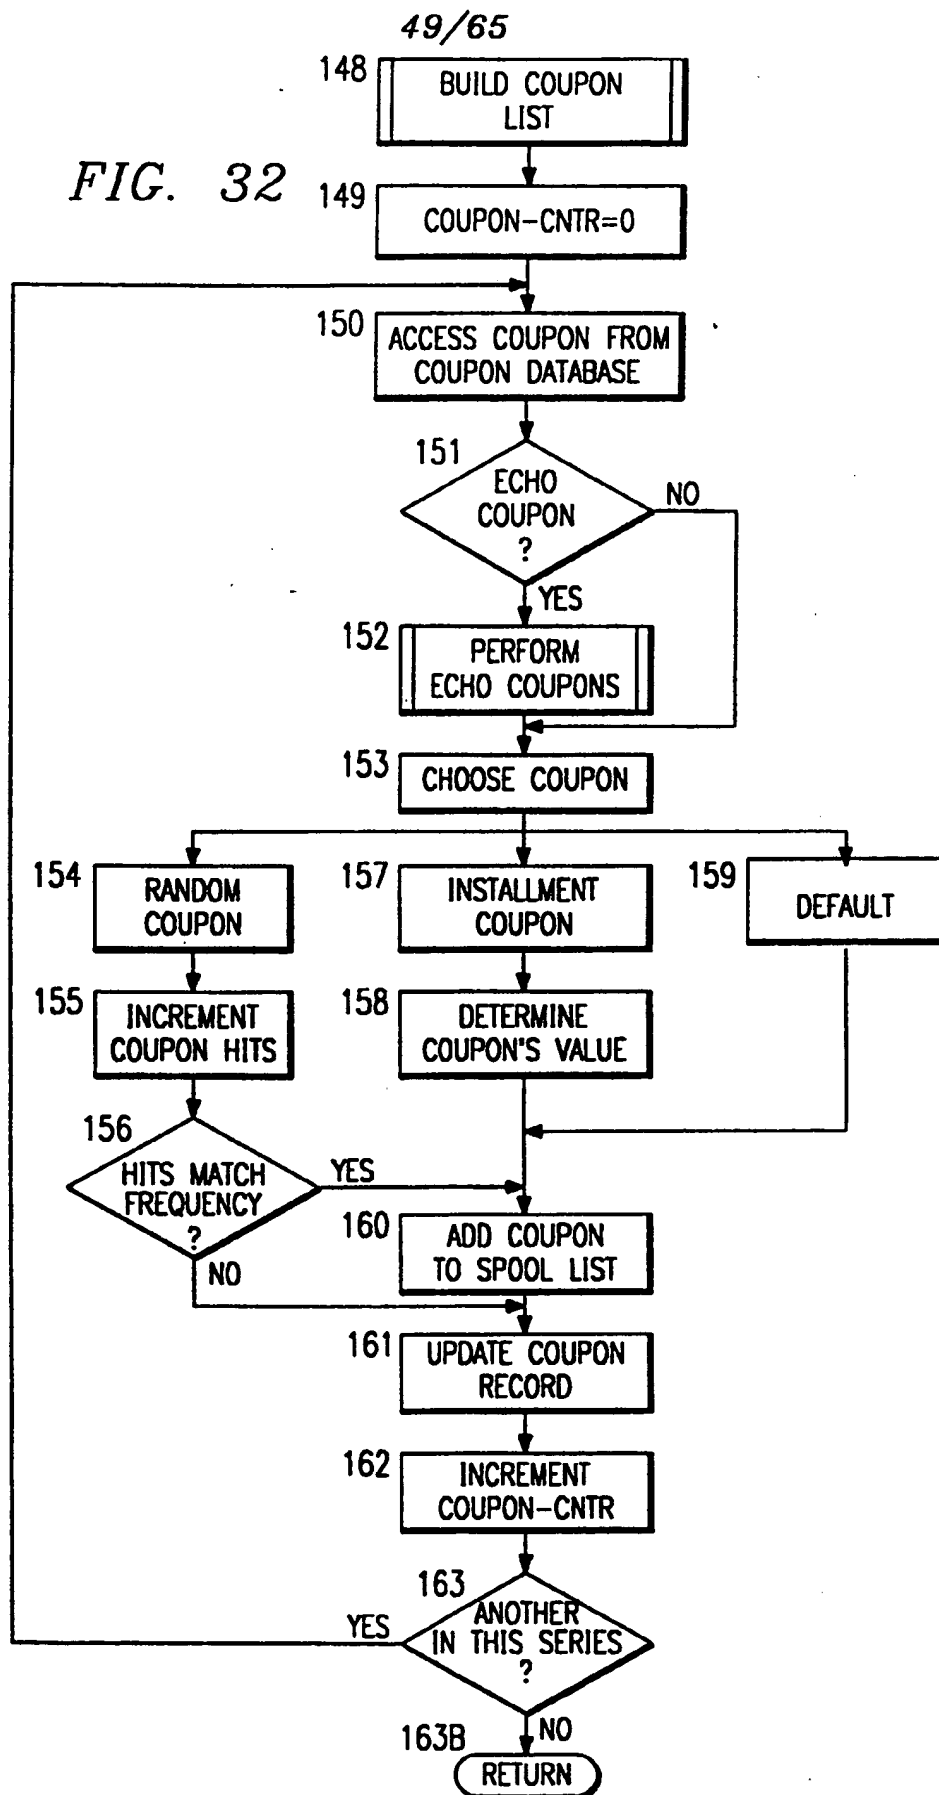 49/65
FIG. 32
148
BUILD COUPON
LIST
149
COUPON-CNTR=0
150
ACCESS COUPON FROM
COUPON DATABASE
151
ECHO
COUPON
?
NO
YES
152
PERFORM
ECHO COUPONS
153
CHOOSE COUPON
154
RANDOM
COUPON
157
INSTALLMENT
COUPON
159
DEFAULT
155
INCREMENT
COUPON HITS
158
DETERMINE
COUPON'S VALUE
156
HITS MATCH
FREQUENCY
?
YES
NO
160
ADD COUPON
TO SPOOL LIST
161
UPDATE COUPON
RECORD
162
INCREMENT
COUPON-CNTR
163
ANOTHER
IN THIS SERIES
?
YES
NO
163B
RETURN